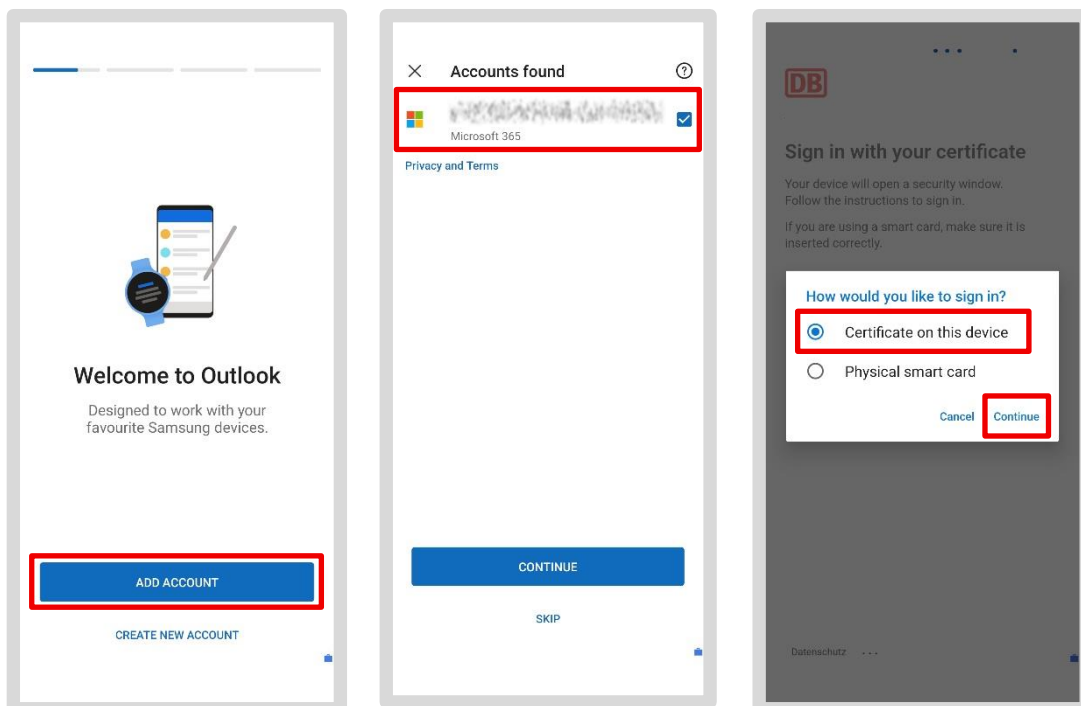 Welcome to Outlook
Designed to work with your
favourite Samsung devices.
ADD ACCOUNT
CREATE NEW ACCOUNT
Accounts found
Microsoft 365
Privacy and Terms
CONTINUE
SKIP
DB
Sign in with your certificate
Your device will open a security window.
Follow the instructions to sign in.
If you are using a smart card, make sure it is
inserted correctly.
How would you like to sign in?
Certificate on this device
Physical smart card
Cancel Continue
Datenschutz ...